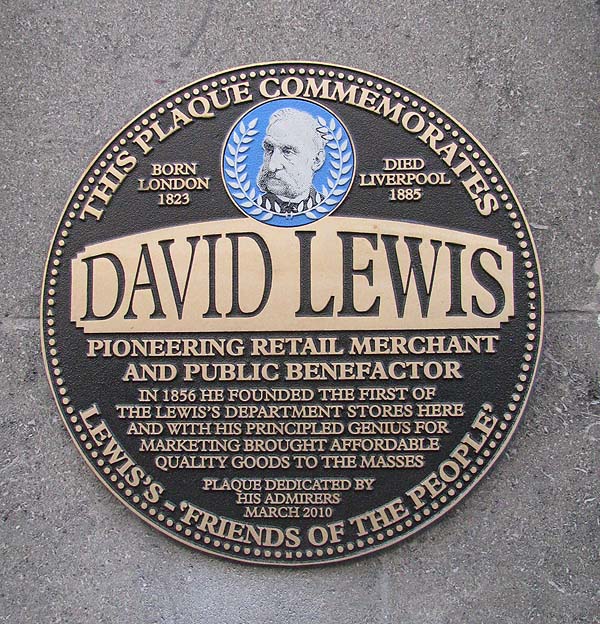 THIS PLAQUE COMMEMORATES
BORN
LONDON
1823
DIED
LIVERPOOL
1885
DAVID LEWIS
PIONEERING RETAIL MERCHANT
AND PUBLIC BENEFACTOR
IN 1856 HE FOUNDED THE FIRST OF
THE LEWIS'S DEPARTMENT STORES HERE
AND WITH HIS PRINCIPLED GENIUS FOR
MARKETING BROUGHT AFFORDABLE
QUALITY GOODS TO THE MASSES
PLAQUE DEDICATED BY
HIS ADMIRERS
MARCH 2010
LEWIS'S - 'FRIENDS OF THE PEOPLE'